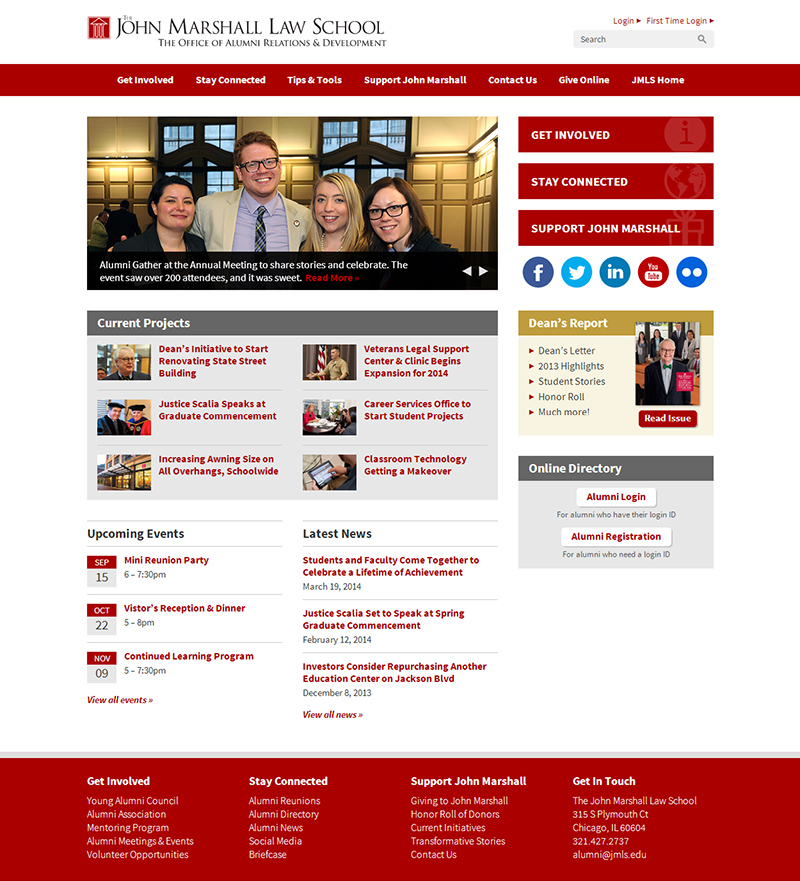 The
John Marshall Law School
The Office of Alumni Relations & Development
Login
First Time Login
Search
Get Involved
Stay Connected
Tips & Tools
Support John Marshall
Contact Us
Give Online
JMLS Home
Alumni Gather at the Annual Meeting to share stories and celebrate. The
event saw over 200 attendees, and it was sweet. Read More »
GET INVOLVED
STAY CONNECTED
SUPPORT JOHN MARSHALL
f
in
You
Tube
Current Projects
Dean's Initiative to Start
Renovating State Street
Building
Veterans Legal Support
Center & Clinic Begins
Expansion for 2014
Justice Scalia Speaks at
Graduate Commencement
Career Services Office to
Start Student Projects
Increasing Awning Size on
All Overhangs, Schoolwide
Classroom Technology
Getting a Makeover
Dean's Report
Dean's Letter
2013 Highlights
Student Stories
Honor Roll
Much more!
Read Issue
Online Directory
Alumni Login
For alumni who have their login ID
Alumni Registration
For alumni who need a login ID
Upcoming Events
SEP
15
Mini Reunion Party
6 – 7:30pm
OCT
22
Vistor's Reception & Dinner
5 – 8pm
NOV
09
Continued Learning Program
5 – 7:30pm
View all events »
Latest News
Students and Faculty Come Together to
Celebrate a Lifetime of Achievement
March 19, 2014
Justice Scalia Set to Speak at Spring
Graduate Commencement
February 12, 2014
Investors Consider Repurchasing Another
Education Center on Jackson Blvd
December 8, 2013
View all news »
Get Involved
Young Alumni Council
Alumni Association
Mentoring Program
Alumni Meetings & Events
Volunteer Opportunities
Stay Connected
Alumni Reunions
Alumni Directory
Alumni News
Social Media
Briefcase
Support John Marshall
Giving to John Marshall
Honor Roll of Donors
Current Initiatives
Transformative Stories
Contact Us
Get In Touch
The John Marshall Law School
315 S Plymouth Ct
Chicago, IL 60604
321.427.2737
alumni@jmls.edu